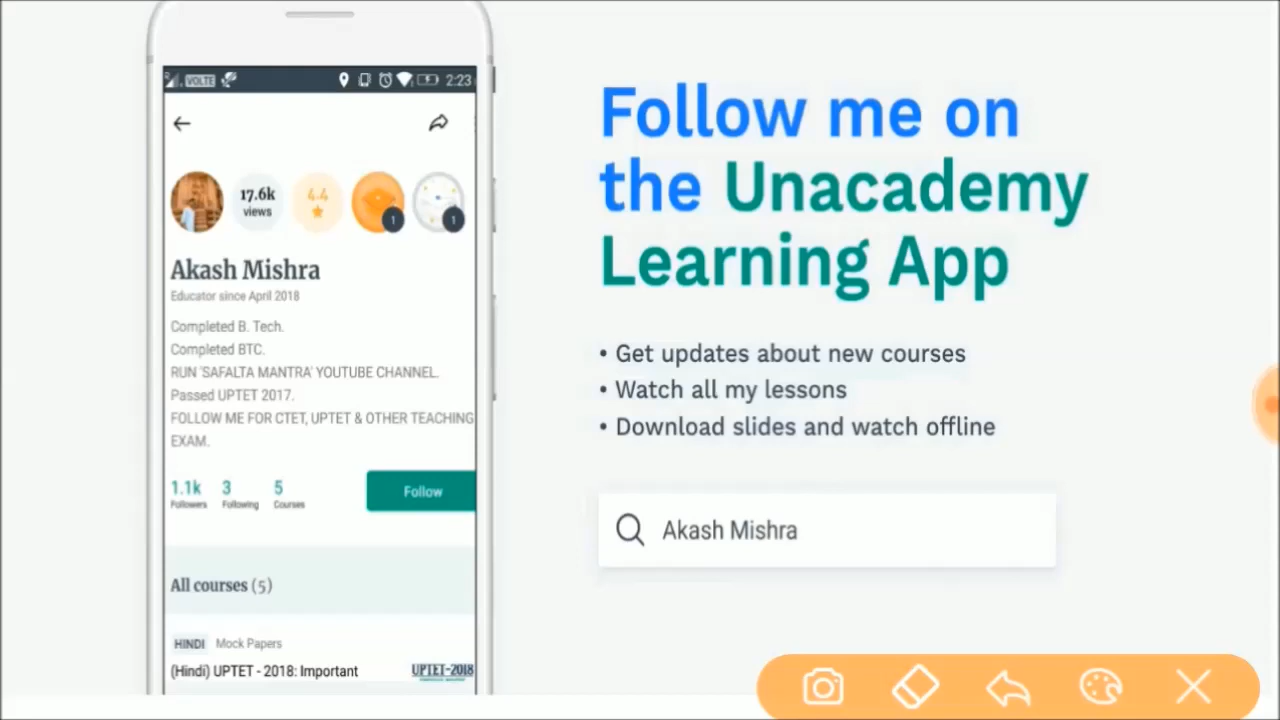 VOLTE
2:23
17.6k
views
4.4
1
1
Akash Mishra
Educator since April 2018
Completed B. Tech.
Completed BTC.
RUN 'SAFALTA MANTRA' YOUTUBE CHANNEL.
Passed UPTET 2017.
FOLLOW ME FOR CTET, UPTET & OTHER TEACHING
EXAM.
1.1k 3 5
Followers Following Courses
Follow
All courses (5)
HINDI Mock Papers
(Hindi) UPTET - 2018: Important
UPTET-2018
Follow me on
the Unacademy
Learning App
• Get updates about new courses
• Watch all my lessons
• Download slides and watch offline
Akash Mishra